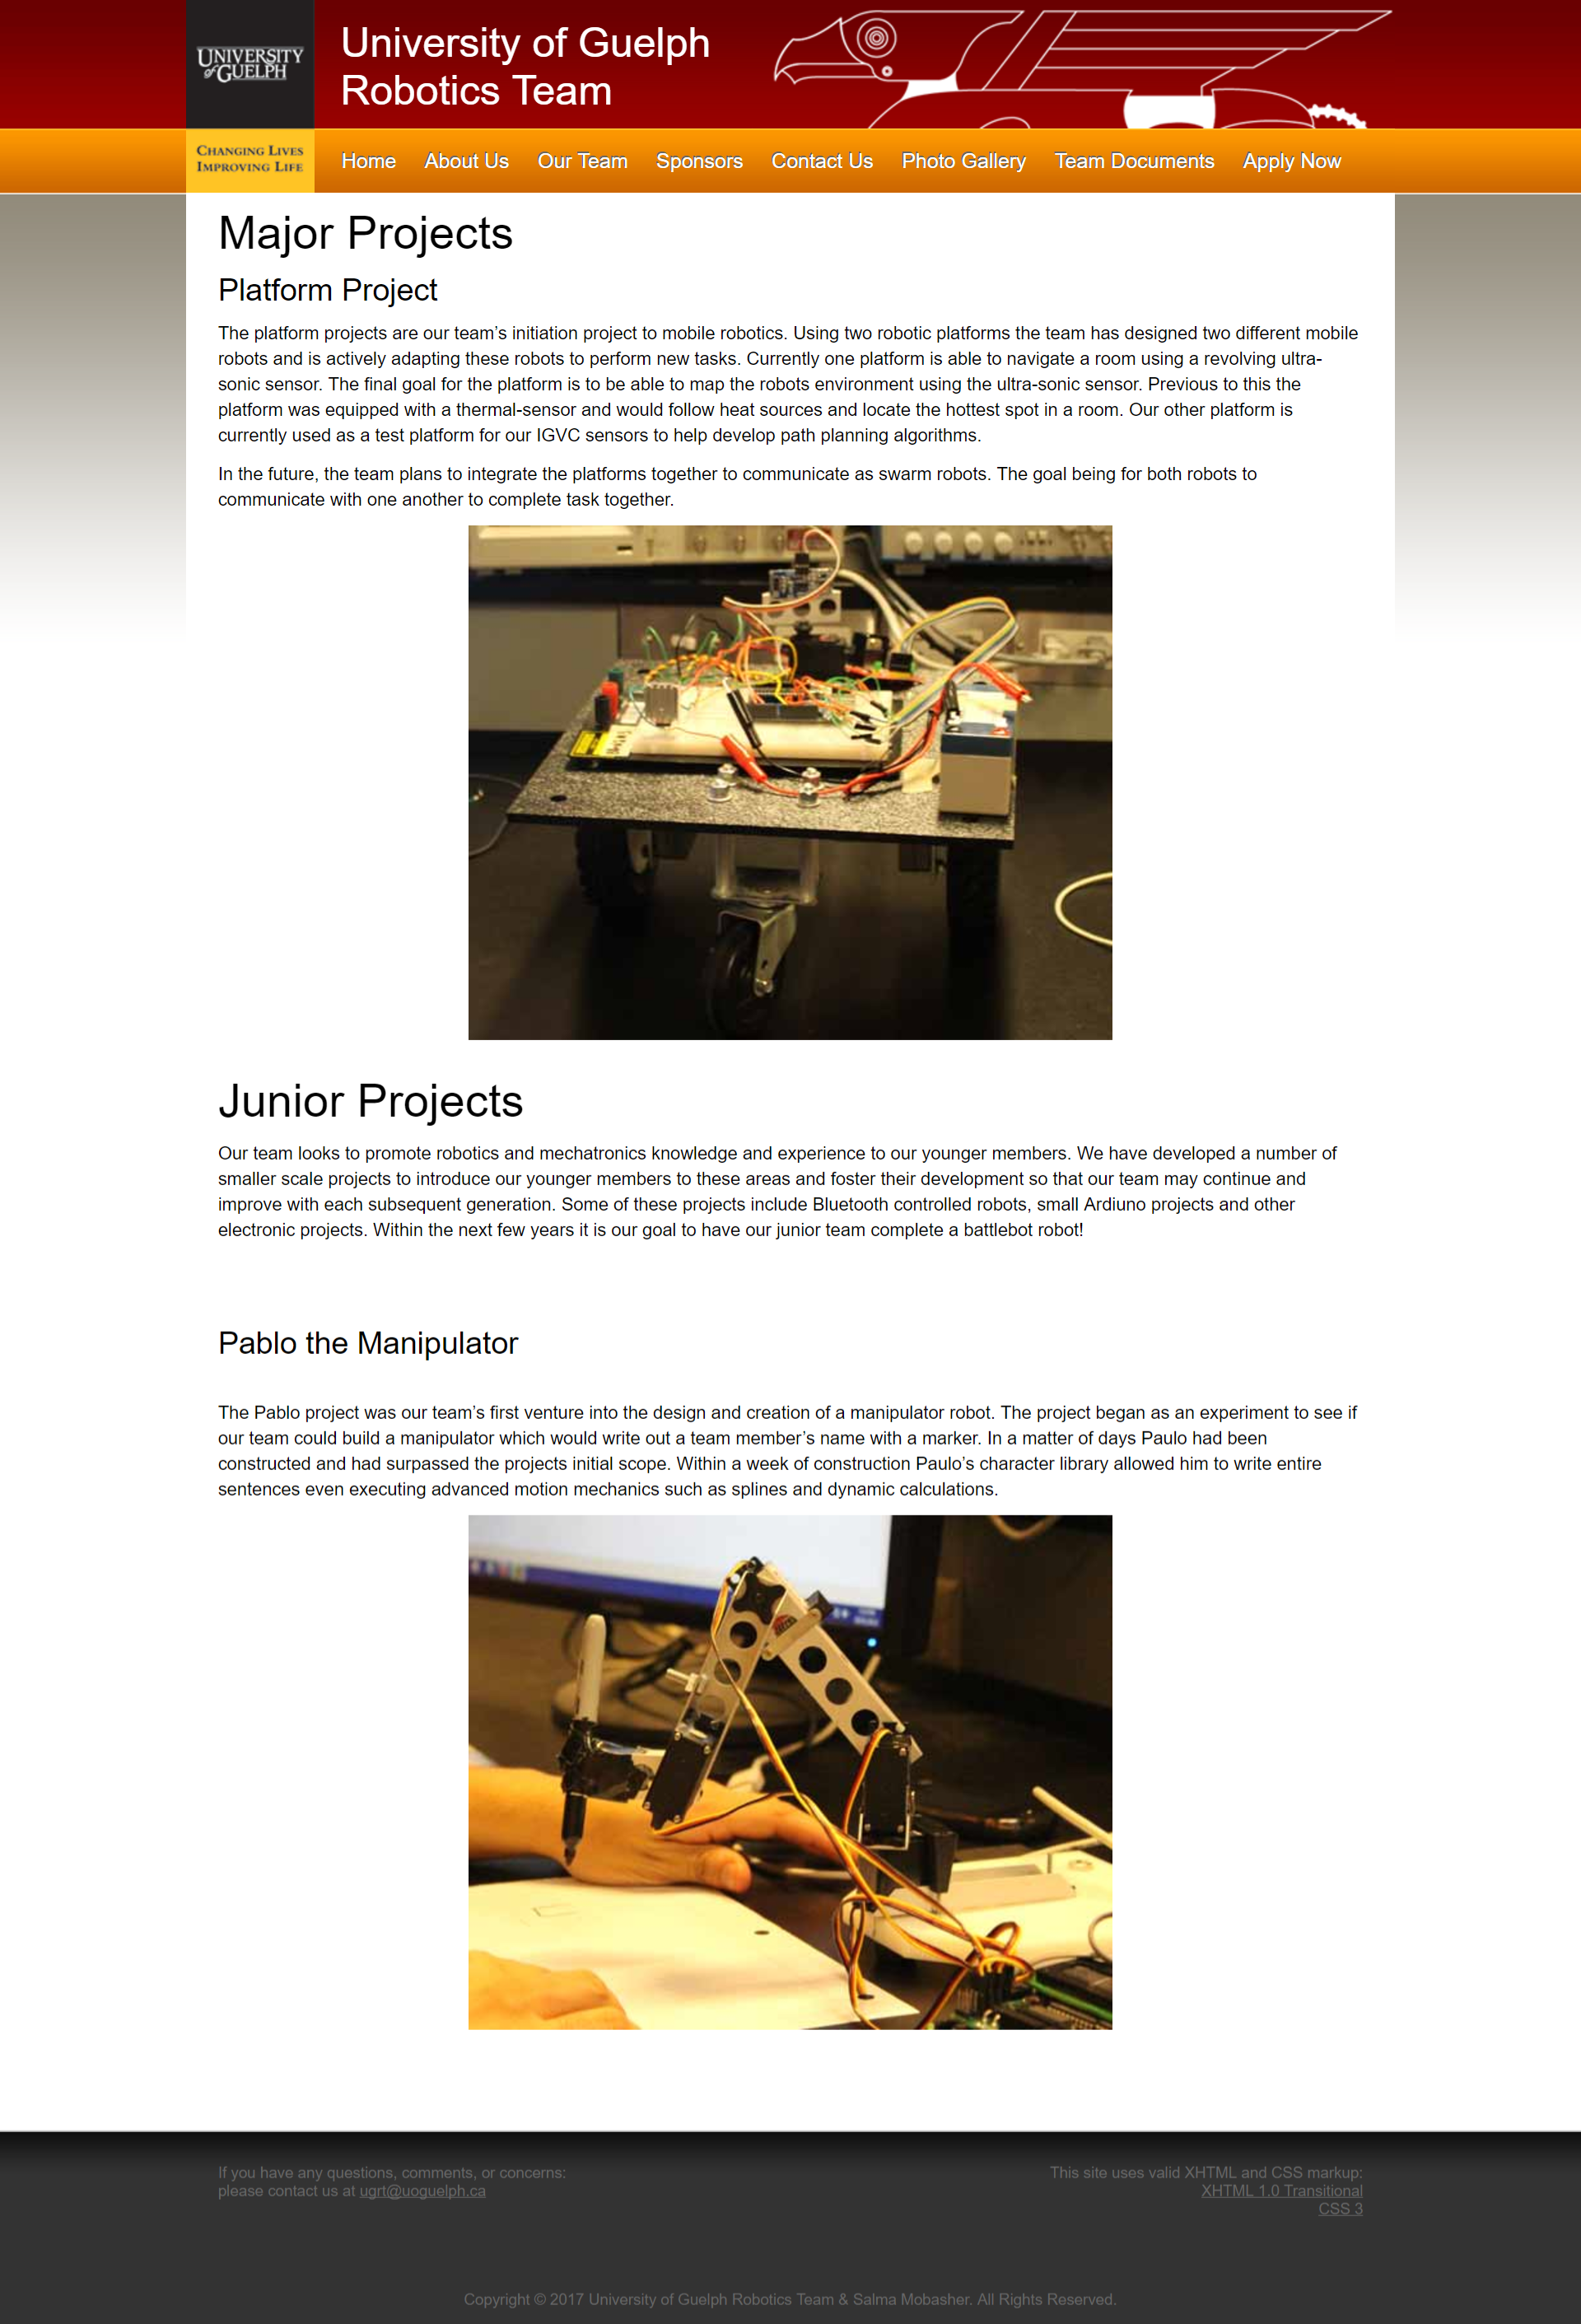 UNIVERSITY
of GUELPH
University of Guelph
Robotics Team
CHANGING LIVES
IMPROVING LIFE
Home About Us Our Team Sponsors Contact Us Photo Gallery Team Documents Apply Now
Major Projects
Platform Project
The platform projects are our team’s initiation project to mobile robotics. Using two robotic platforms the team has designed two different mobile
robots and is actively adapting these robots to perform new tasks. Currently one platform is able to navigate a room using a revolving ultra-
sonic sensor. The final goal for the platform is to be able to map the robots environment using the ultra-sonic sensor. Previous to this the
platform was equipped with a thermal-sensor and would follow heat sources and locate the hottest spot in a room. Our other platform is
currently used as a test platform for our IGVC sensors to help develop path planning algorithms.
In the future, the team plans to integrate the platforms together to communicate as swarm robots. The goal being for both robots to
communicate with one another to complete task together.
Junior Projects
Our team looks to promote robotics and mechatronics knowledge and experience to our younger members. We have developed a number of
smaller scale projects to introduce our younger members to these areas and foster their development so that our team may continue and
improve with each subsequent generation. Some of these projects include Bluetooth controlled robots, small Ardiuno projects and other
electronic projects. Within the next few years it is our goal to have our junior team complete a battlebot robot!
Pablo the Manipulator
The Pablo project was our team’s first venture into the design and creation of a manipulator robot. The project began as an experiment to see if
our team could build a manipulator which would write out a team member’s name with a marker. In a matter of days Paulo had been
constructed and had surpassed the projects initial scope. Within a week of construction Paulo’s character library allowed him to write entire
sentences even executing advanced motion mechanics such as splines and dynamic calculations.
If you have any questions, comments, or concerns:
please contact us at ugrt@uoguelph.ca
This site uses valid XHTML and CSS markup:
XHTML 1.0 Transitional
CSS 3
Copyright © 2017 University of Guelph Robotics Team & Salma Mobasher. All Rights Reserved.